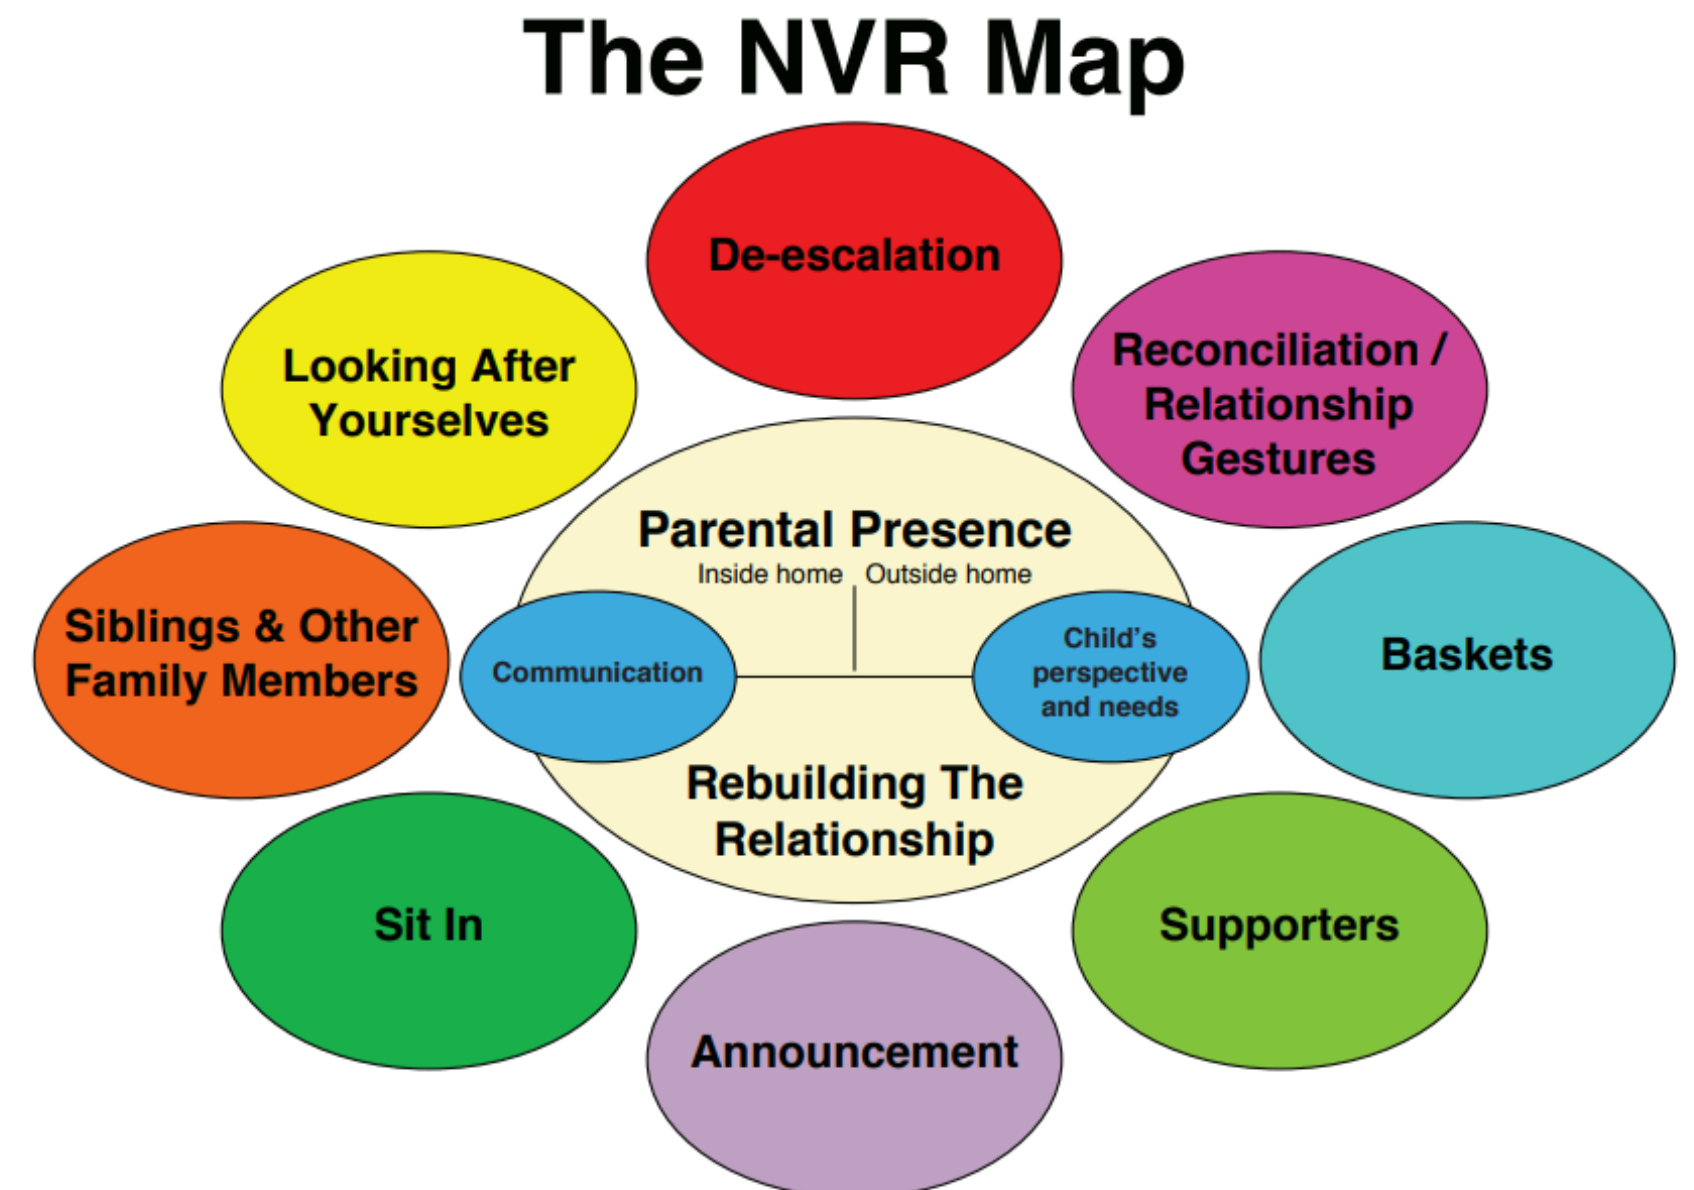 The NVR Map
De-escalation
Looking After
Yourselves
Reconciliation /
Relationship
Gestures
Parental Presence
Inside home
Outside home
Siblings & Other
Family Members
Communication
Child's
perspective
and needs
Baskets
Rebuilding The
Relationship
Sit In
Supporters
Announcement